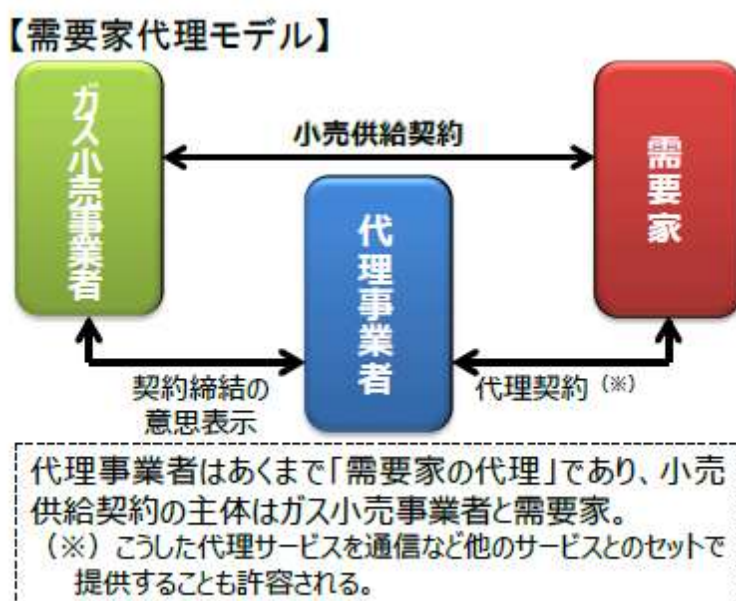 【需要家代理モデル】
ガス小売事業者
小売供給契約
需要家
代理事業者
契約締結の
意思表示
代理契約（※）
代理事業者はあくまで「需要家の代理」であり、小売
供給契約の主体はガス小売事業者と需要家。
（※）こうした代理サービスを通信など他のサービスとのセットで
提供することも許容される。